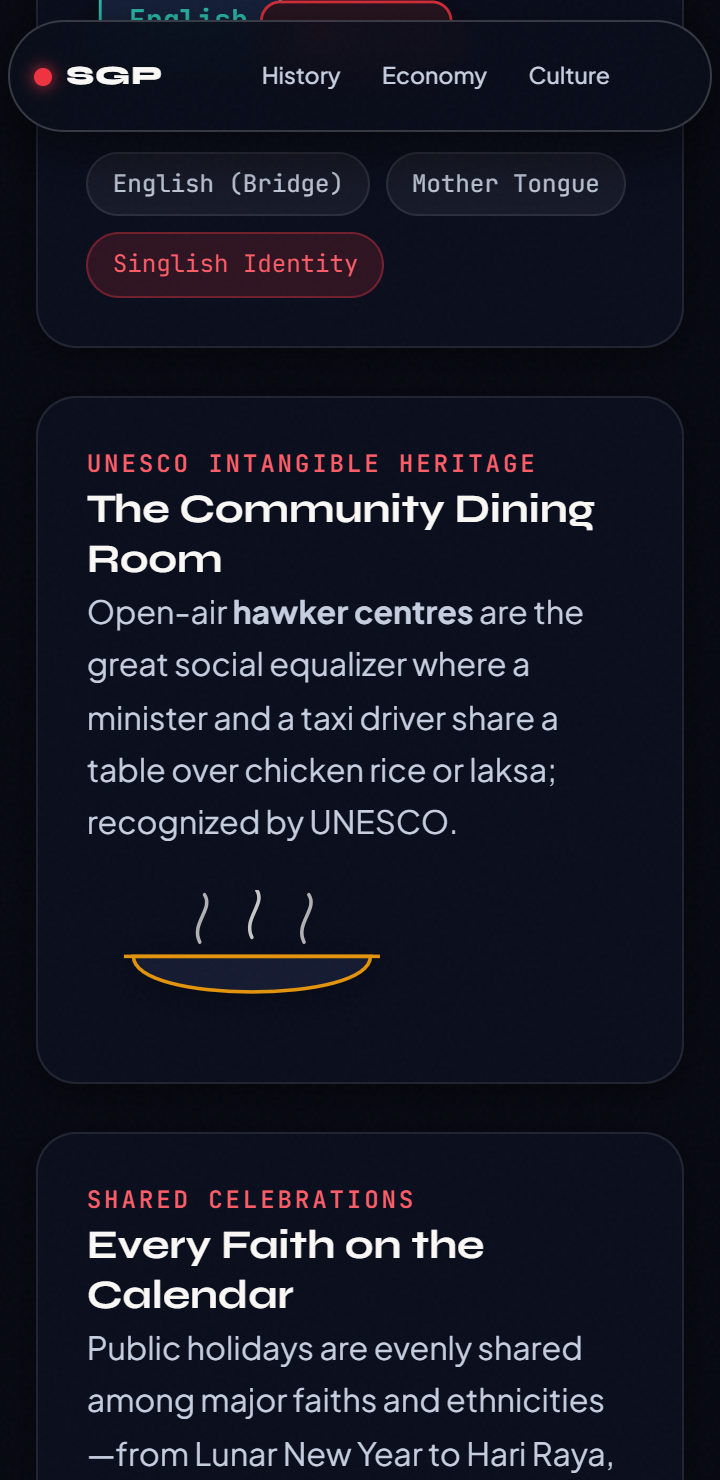 English
SGP
History Economy Culture
English (Bridge) Mother Tongue
Singlish Identity
UNESCO INTANGIBLE HERITAGE
The Community Dining
Room
Open-air hawker centres are the
great social equalizer where a
minister and a taxi driver share a
table over chicken rice or laksa;
recognized by UNESCO.
SHARED CELEBRATIONS
Every Faith on the
Calendar
Public holidays are evenly shared
among major faiths and ethnicities
—from Lunar New Year to Hari Raya,